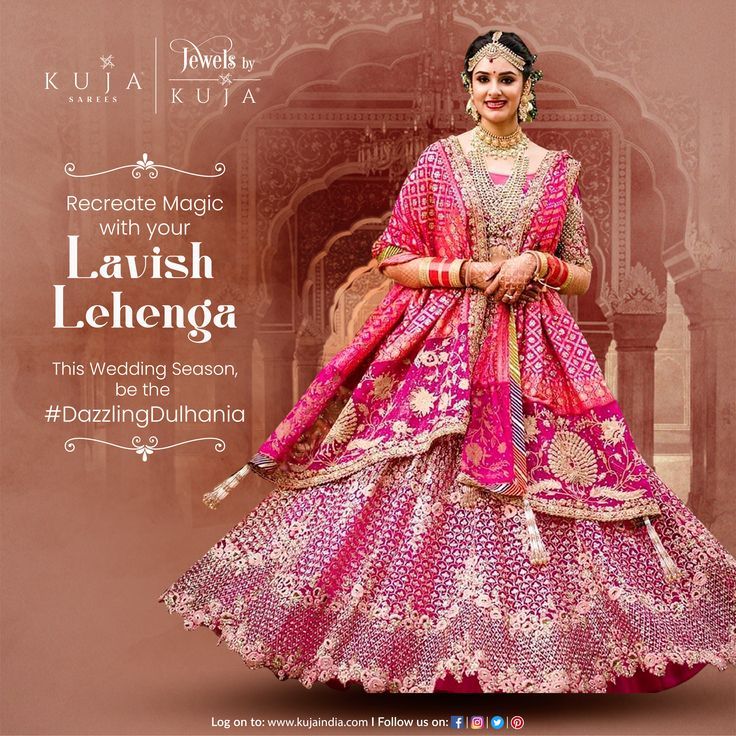 KUJA
SAREES
Jewels by
KUJA
Recreate Magic
with your
Lavish
Lehenga
This Wedding Season,
be the
#DazzlingDulhania
Log on to: www.kujaindia.com I Follow us on: